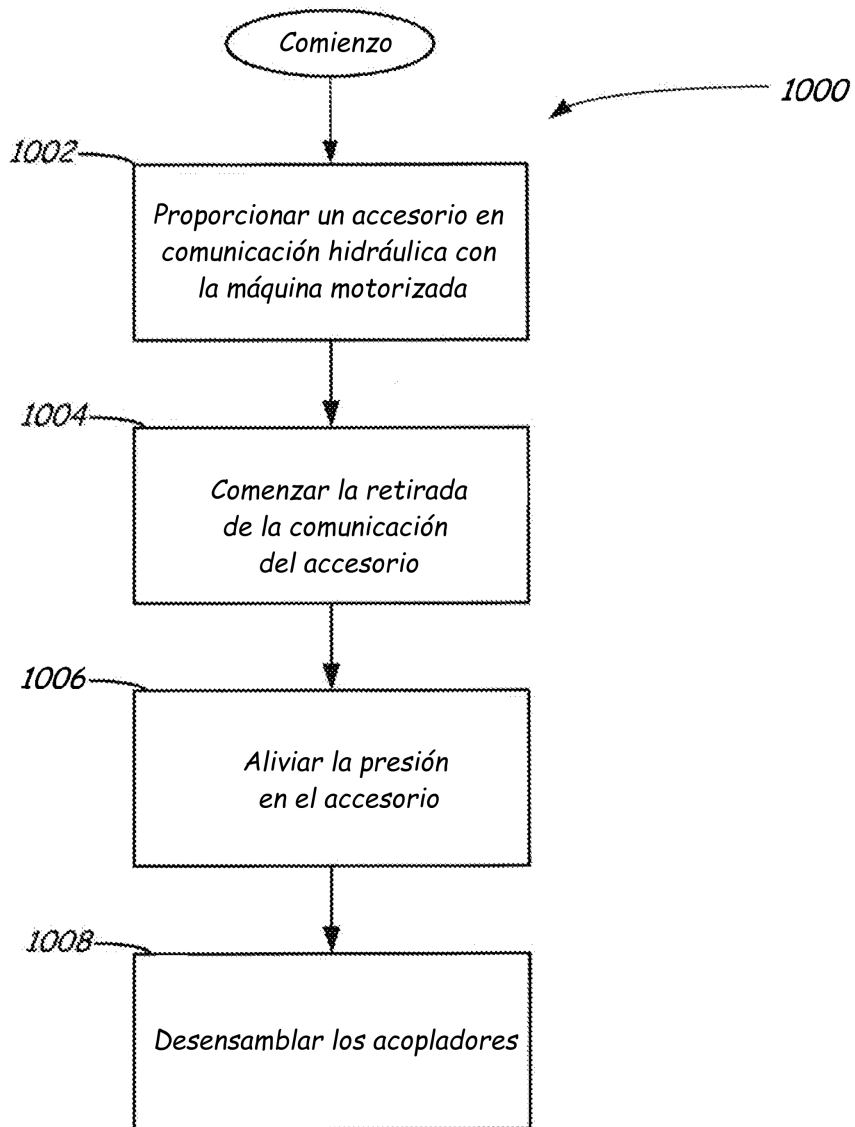 Comienzo
1000
1002
Proporcionar un accesorio en
comunicación hidráulica con
la máquina motorizada
1004
Comenzar la retirada
de la comunicación
del accesorio
1006
Aliviar la presión
en el accesorio
1008
Desensamblar los acopladores